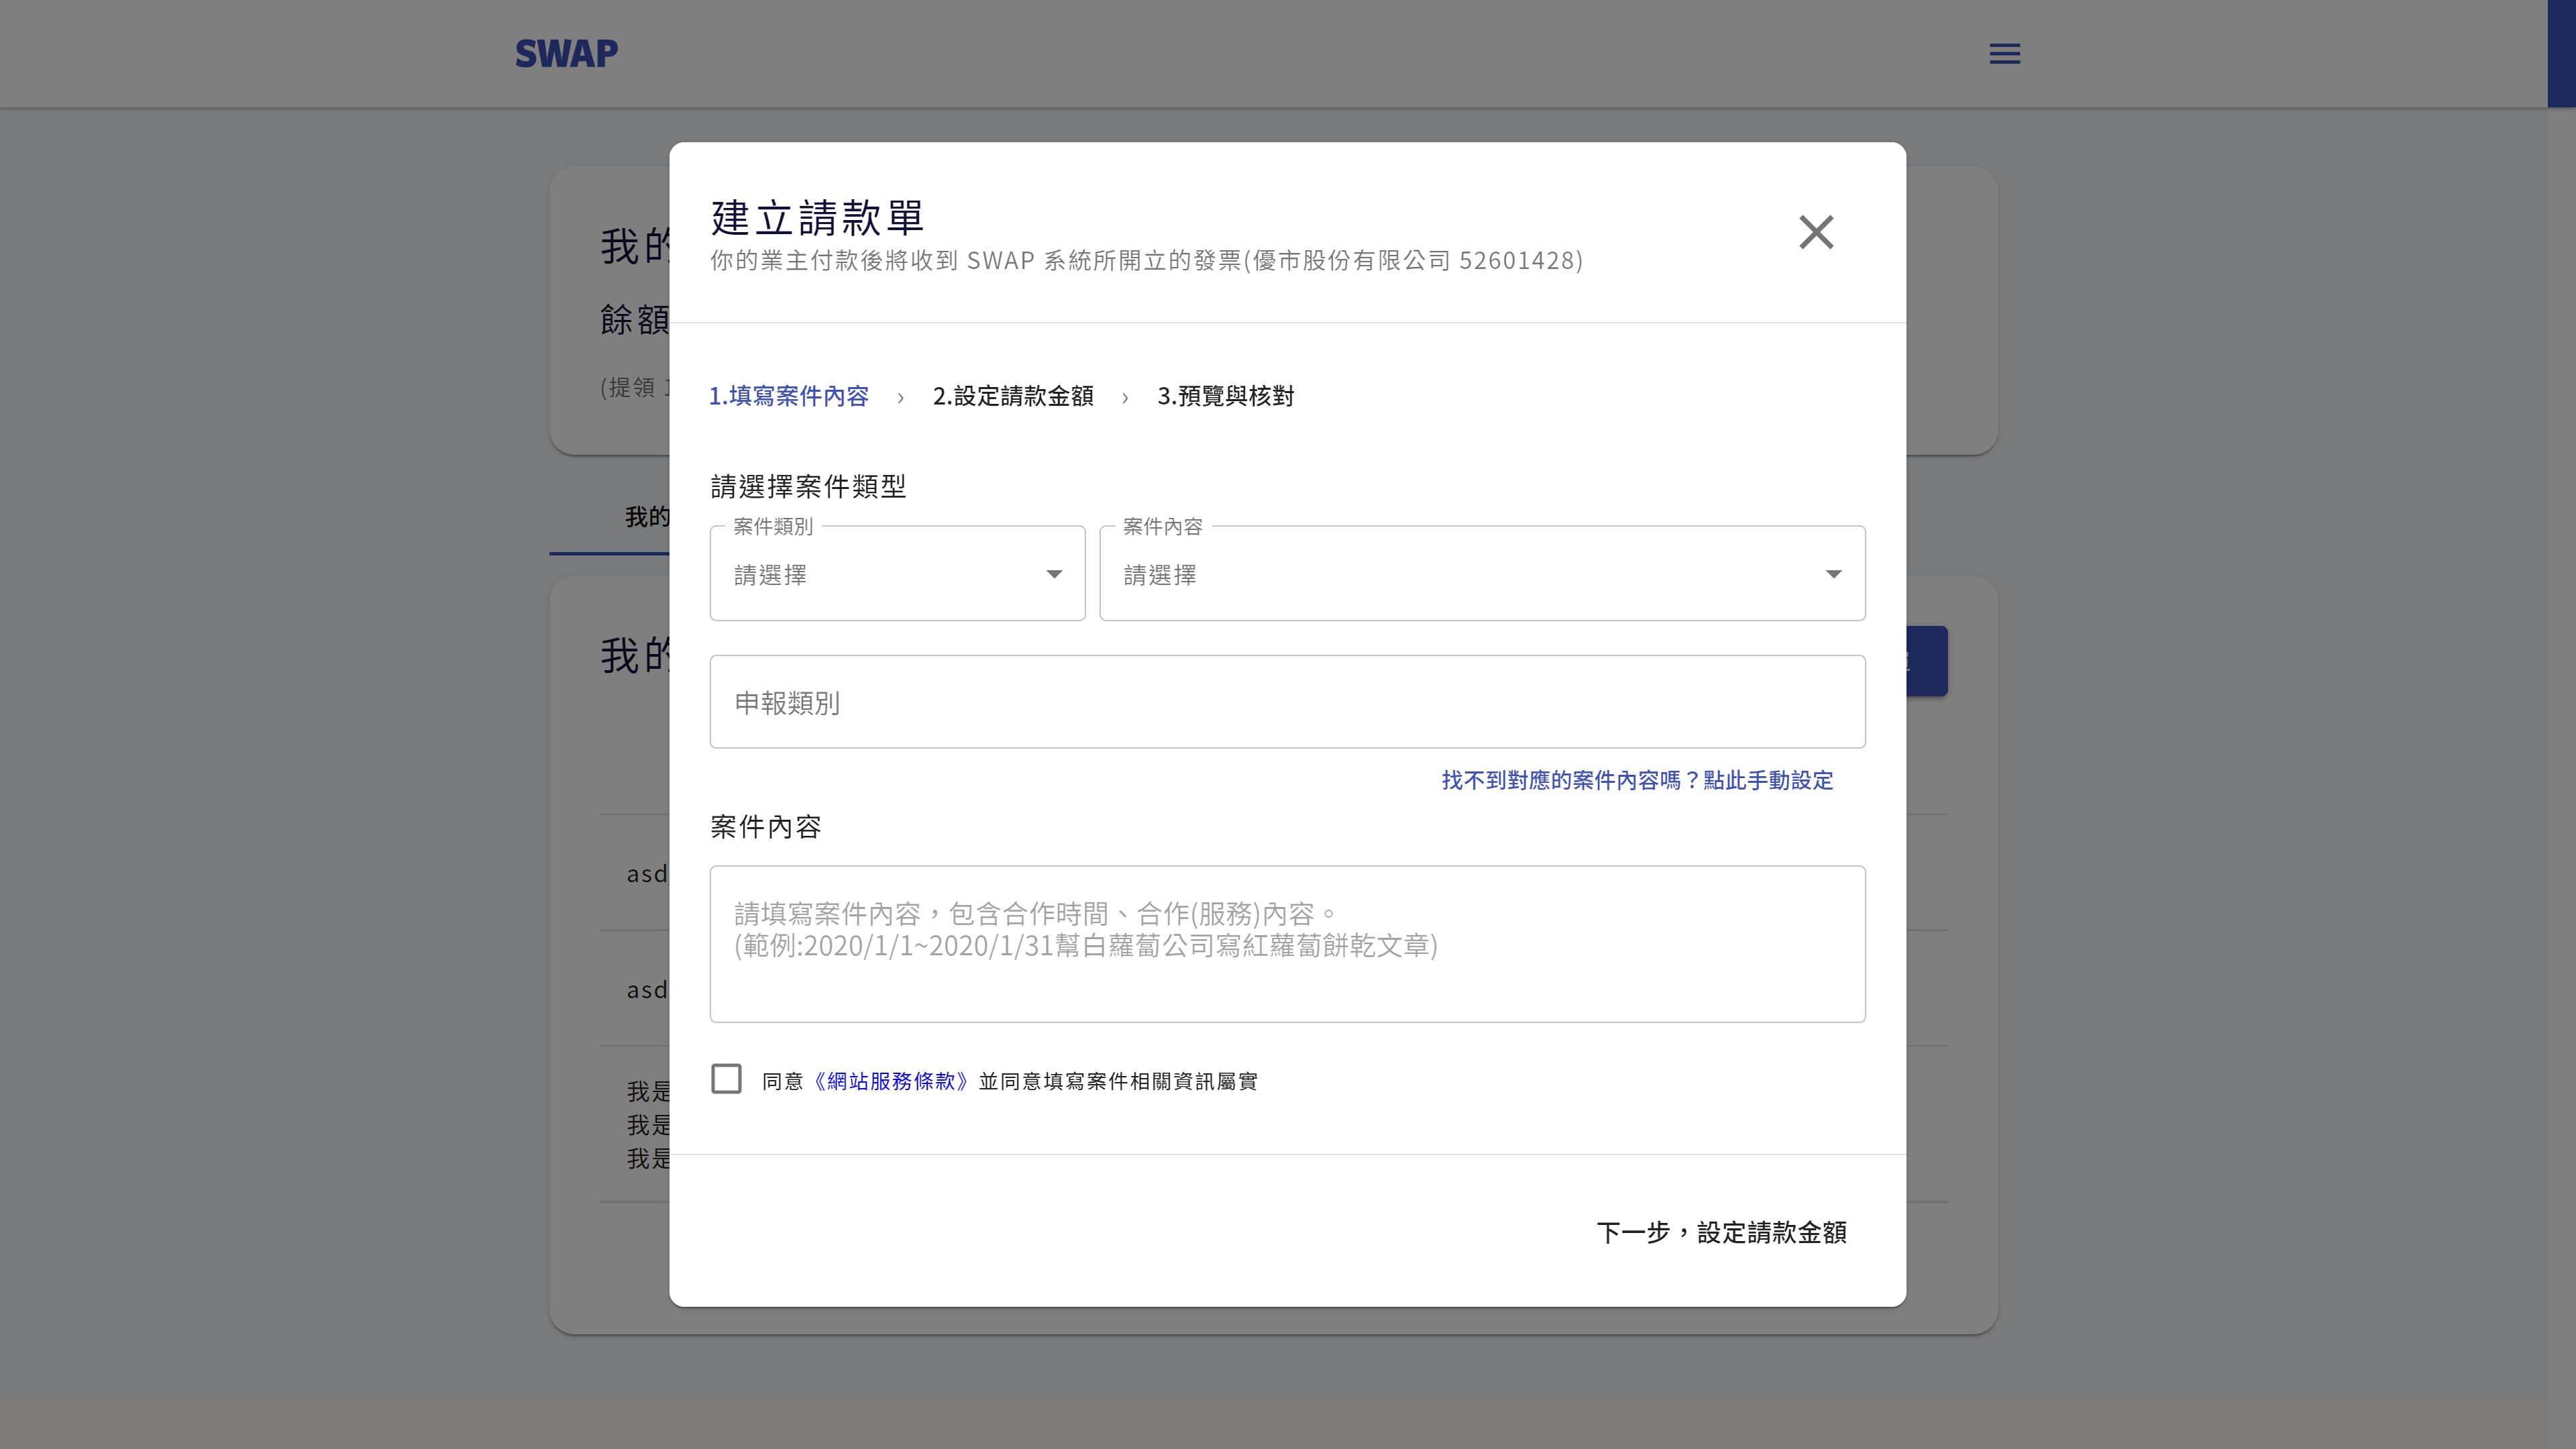 SWAP
我的
餘額
(提領
我的
我的
asd
asd
我是
我是
我是
建立請款單
你的業主付款後將收到 SWAP 系統所開立的發票(優市股份有限公司 52601428)
1.填寫案件內容 › 2.設定請款金額 › 3.預覽與核對
請選擇案件類型
案件類別
請選擇
案件內容
請選擇
申報類別
找不到對應的案件內容嗎？點此手動設定
案件內容
請填寫案件內容，包含合作時間、合作(服務)內容。
(範例:2020/1/1~2020/1/31幫白蘿蔔公司寫紅蘿蔔餅乾文章)
同意《網站服務條款》並同意填寫案件相關資訊屬實
下一步，設定請款金額